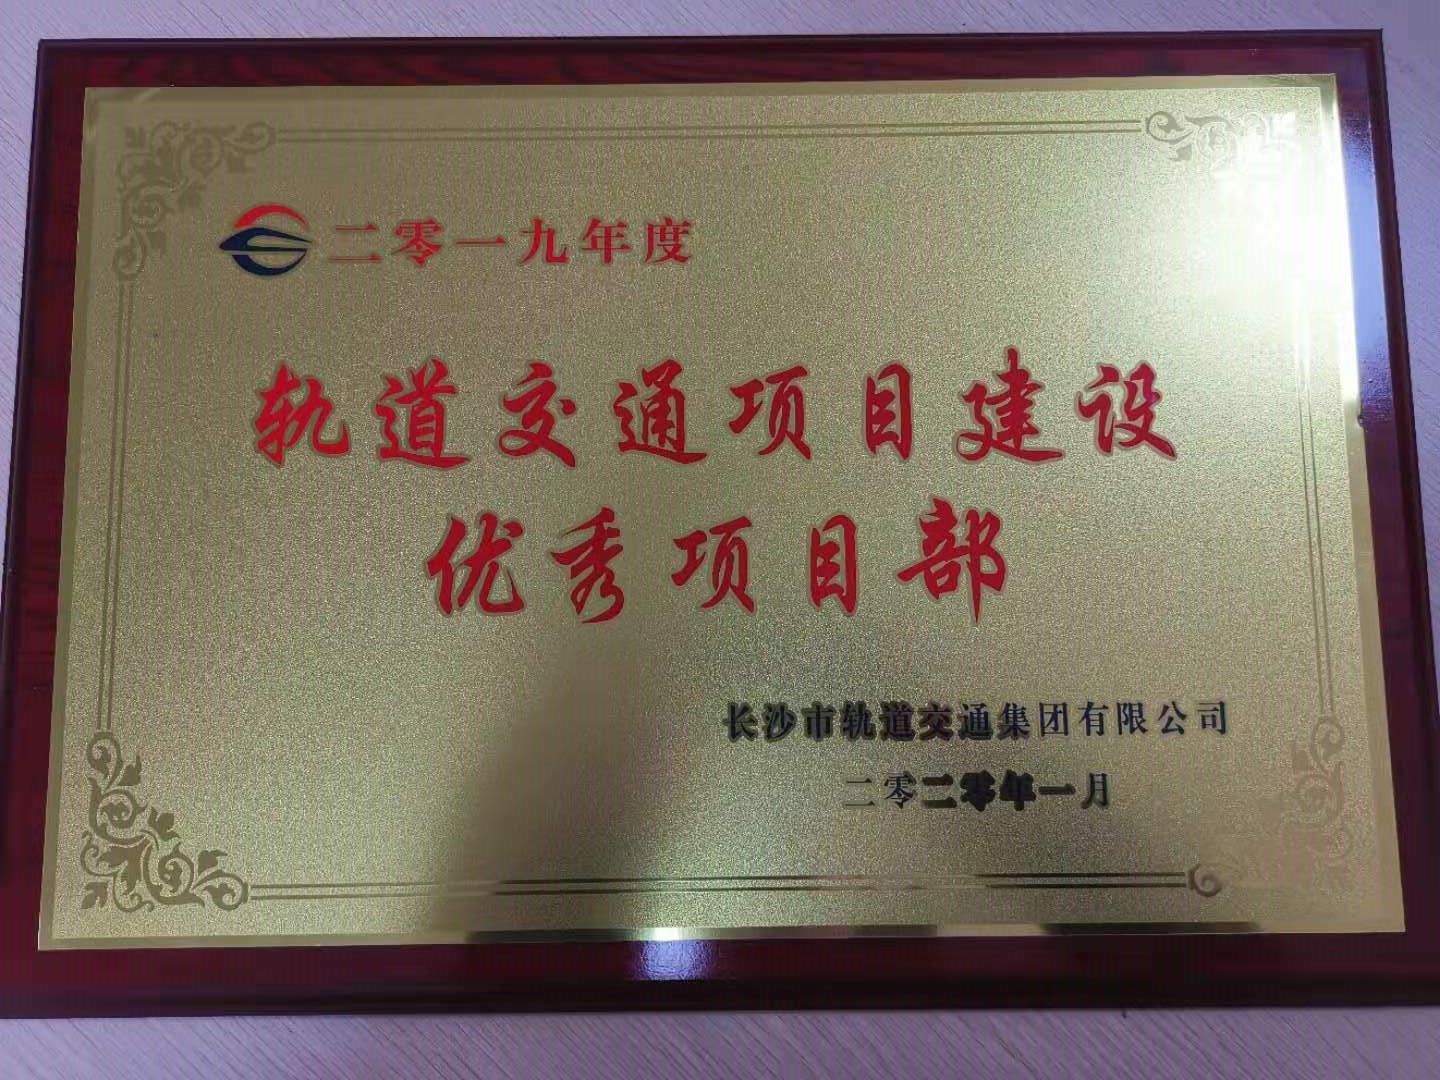 二零一九年度
轨道交通项目建设
优秀项目部
长沙市轨道交通集团有限公司
二零二零年一月